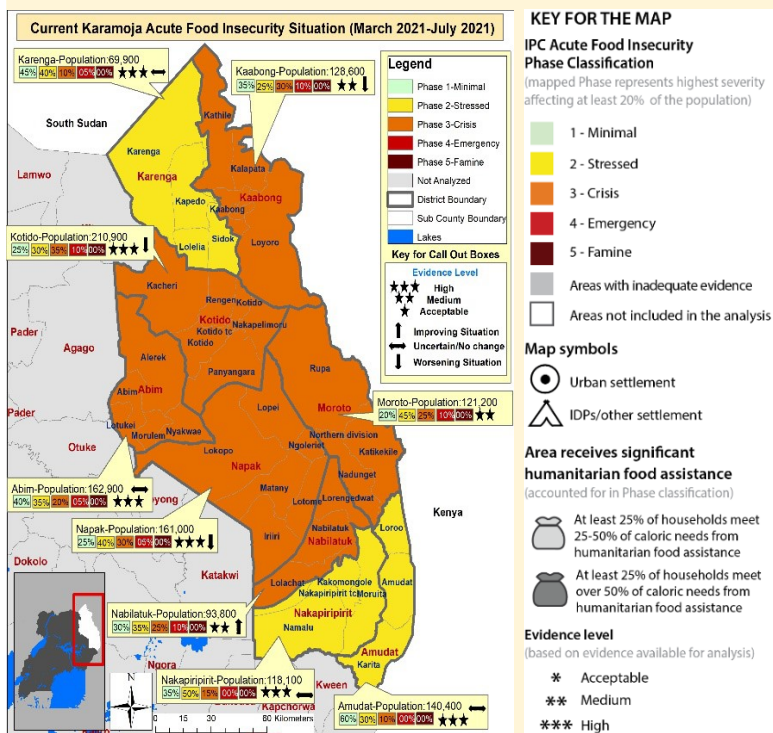 Current Karamoja Acute Food Insecurity Situation (March 2021-July 2021)
Karenga-Population:69,900
45% 40% 10% 05% 00%
Kaabong-Population:128,600
35% 25% 30% 10% 00%
South Sudan
Lamwo
Kathile
Karenga
Karenga
Kalapata
Kaabong
Kapedo
Kaabong
Sidok
Lolelia
Loyoro
Kotido-Population:210,900
25% 30% 35% 10% 00%
Kacheri
Rengen
Kotido
Kotido
Kotido tc
Nakapelimoru
Kotido
Panyangara
Pader
Agago
Alerek
Abim
Abim
Rupa
Moroto-Population:121,200
20% 45% 25% 10% 00%
Moroto
Lopei
Pader
Lotukei
Morulem
Nyakwae
Northern division
Ngoleriet
Katikekile
Otuke
Lokopo
Napak
Nadunget
Abim-Population:162,900
40% 35% 20% 05% 00%
yong
Matany
Lotome
Lorengedwat
Kenya
Napak-Population:161,000
25% 40% 30% 05% 00%
Iriiri
Nabilatuk
Nabilatuk
Loroo
Dokolo
Katakwi
Lolachat
Kakomongole
Nakapiripirit tc
Moruita
Amudat
Nabilatuk-Population:93,800
30% 35% 25% 10% 00%
Nakapiripirit
Namalu
Amudat
Karita
Ngora
Nakapiripirit-Population:118,100
35% 50% 15% 00% 00%
Kween
Kapchorwa
Amudat-Population:140,400
60% 30% 10% 00% 00%
N
0 15 30 60 Kilometers
Legend
Phase 1-Minimal
Phase 2-Stressed
Phase 3-Crisis
Phase 4-Emergency
Phase 5-Famine
Not Analyzed
District Boundary
Sub County Boundary
Lakes
Key for Call Out Boxes
Evidence Level
High
Medium
Acceptable
Improving Situation
Uncertain/No change
Worsening Situation
KEY FOR THE MAP
IPC Acute Food Insecurity
Phase Classification
(mapped Phase represents highest severity
affecting at least 20% of the population)
1 - Minimal
2 - Stressed
3 - Crisis
4 - Emergency
5 - Famine
Areas with inadequate evidence
Areas not included in the analysis
Map symbols
Urban settlement
IDPs/other settlement
Area receives significant
humanitarian food assistance
(accounted for in Phase classification)
At least 25% of households meet
25-50% of caloric needs from
humanitarian food assistance
At least 25% of households meet
over 50% of caloric needs from
humanitarian food assistance
Evidence level
(based on evidence available for analysis)
* Acceptable
** Medium
*** High